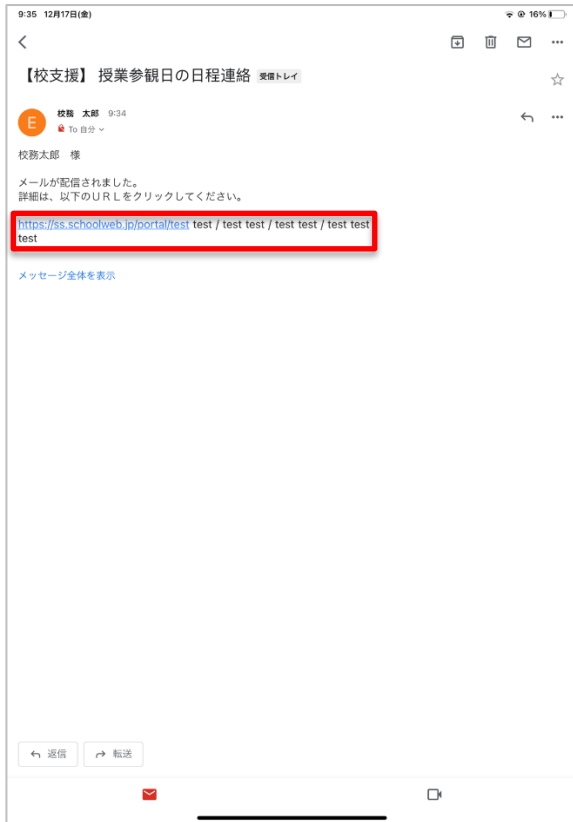 9:35 12月17日(金)
16%
【校支援】 授業参観日の日程連絡 受信トレイ
E
校務 太郎 9:34
To 自分
校務太郎 様
メールが配信されました。
詳細は、以下のURLをクリックしてください。
https://ss.schoolweb.jp/portal/test test / test test / test test / test test
test
メッセージ全体を表示
返信 転送